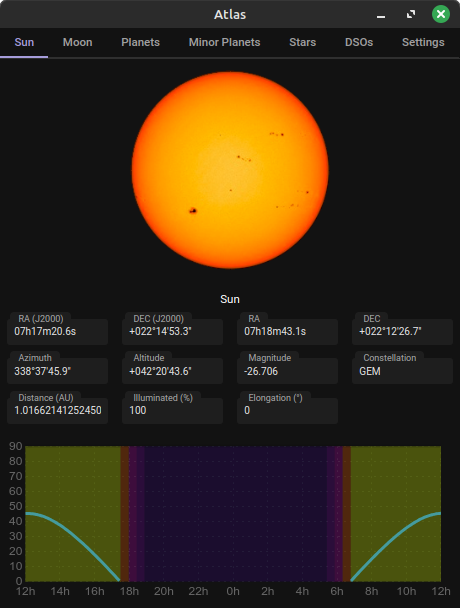 Atlas
Sun Moon Planets Minor Planets Stars DSOs Settings
Sun
RA (J2000) DEC (J2000) RA DEC
07h17m20.6s +022°14'53.3" 07h18m43.1s +022°12'26.7"
Azimuth Altitude Magnitude Constellation
338°37'45.9" +042°20'43.6" -26.706 GEM
Distance (AU) Illuminated (%) Elongation (°)
1.01662141252450 100 0
90
80
70
60
50
40
30
20
10
0
12h 14h 16h 18h 20h 22h 0h 2h 4h 6h 8h 10h 12h